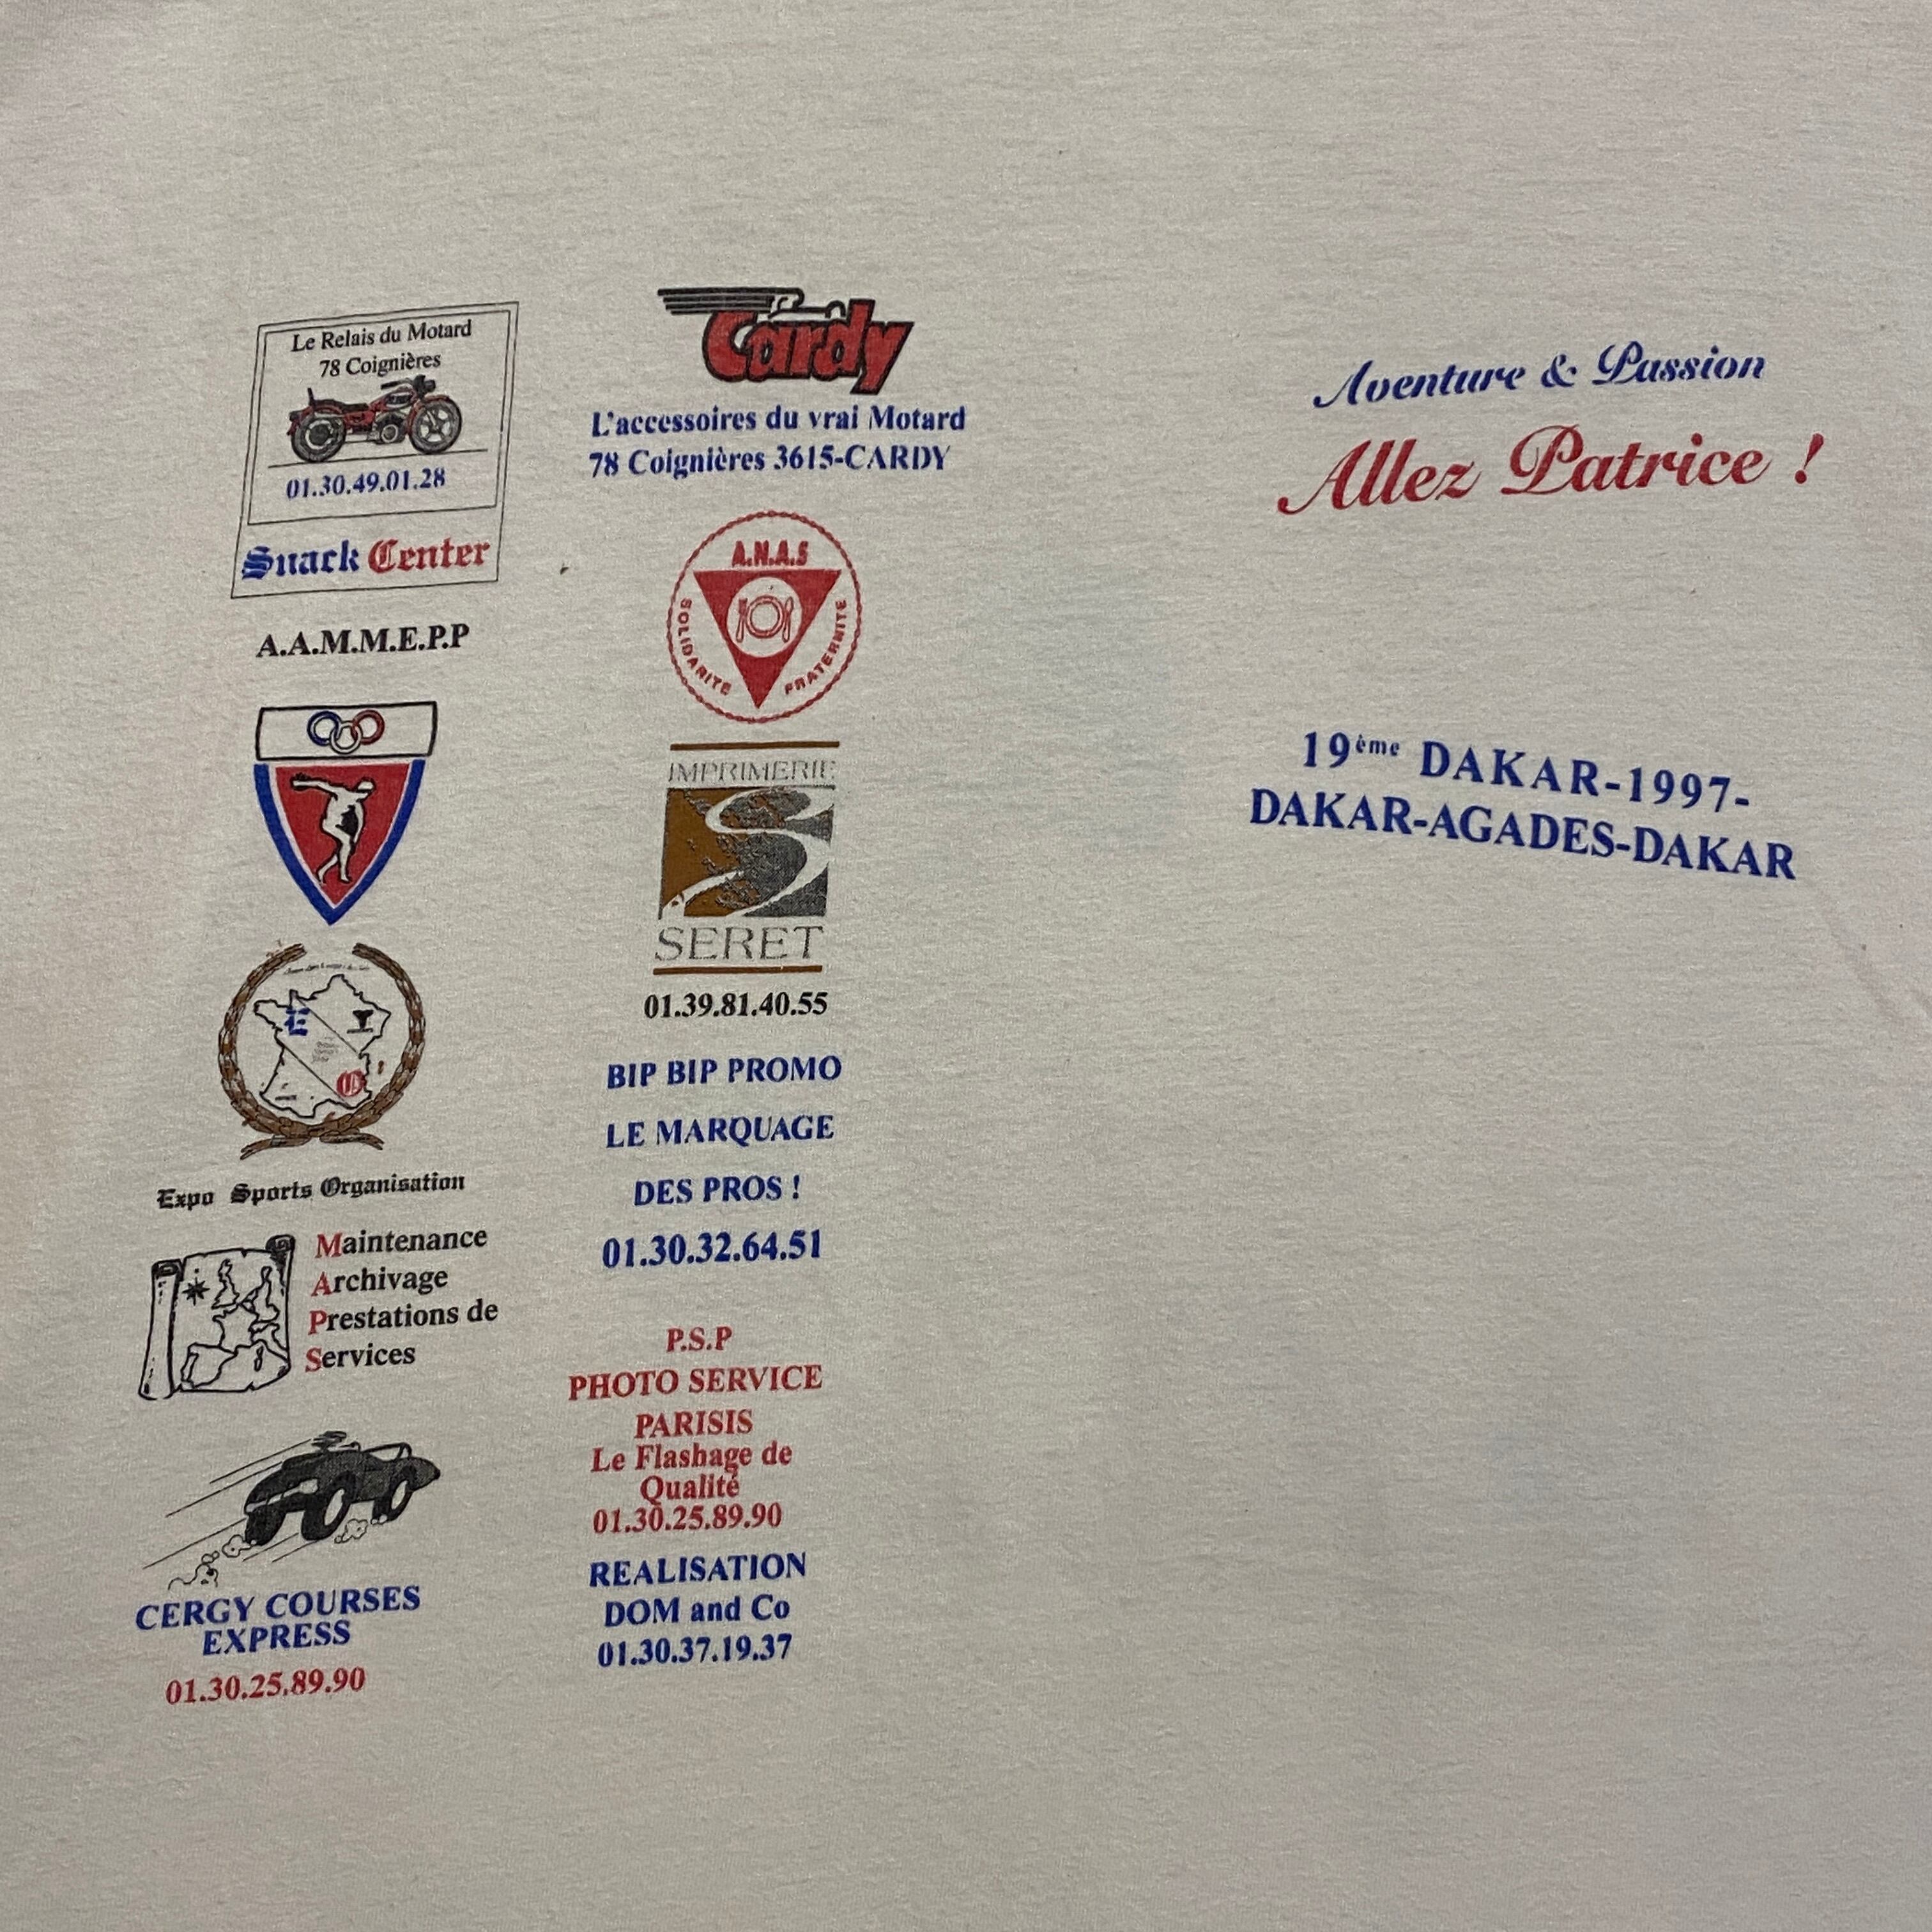 Le Relais du Motard
78 Coignières
01.30.49.01.28
Snack Center
A.A.M.M.E.P.P
E
Expo Sports Organisation
Maintenance
Archivage
Prestations de
Services
CERGY COURSES
EXPRESS
01.30.25.89.90
Cardy
L'accessoires du vrai Motard
78 Coignières 3615-CARDY
A.N.A.S
SOLIDARITE FRATERNITE
IMPRIMERIE
SERET
01.39.81.40.55
BIP BIP PROMO
LE MARQUAGE
DES PROS !
01.30.32.64.51
P.S.P
PHOTO SERVICE
PARISIS
Le Flashage de
Qualité
01.30.25.89.90
REALISATION
DOM and Co
01.30.37.19.37
Aventure & Passion
Allez Patrice !
19ème DAKAR-1997-
DAKAR-AGADES-DAKAR